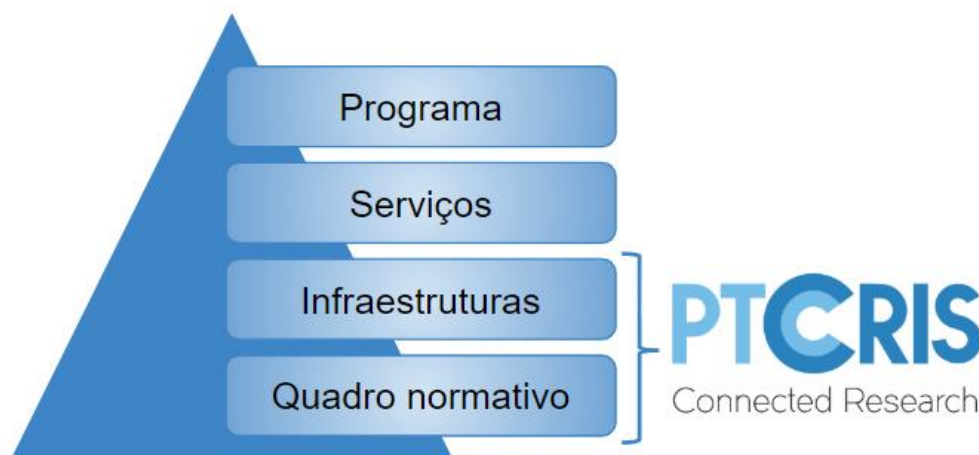 Programa
Serviços
Infraestruturas
Quadro normativo
PTCRIS
Connected Research